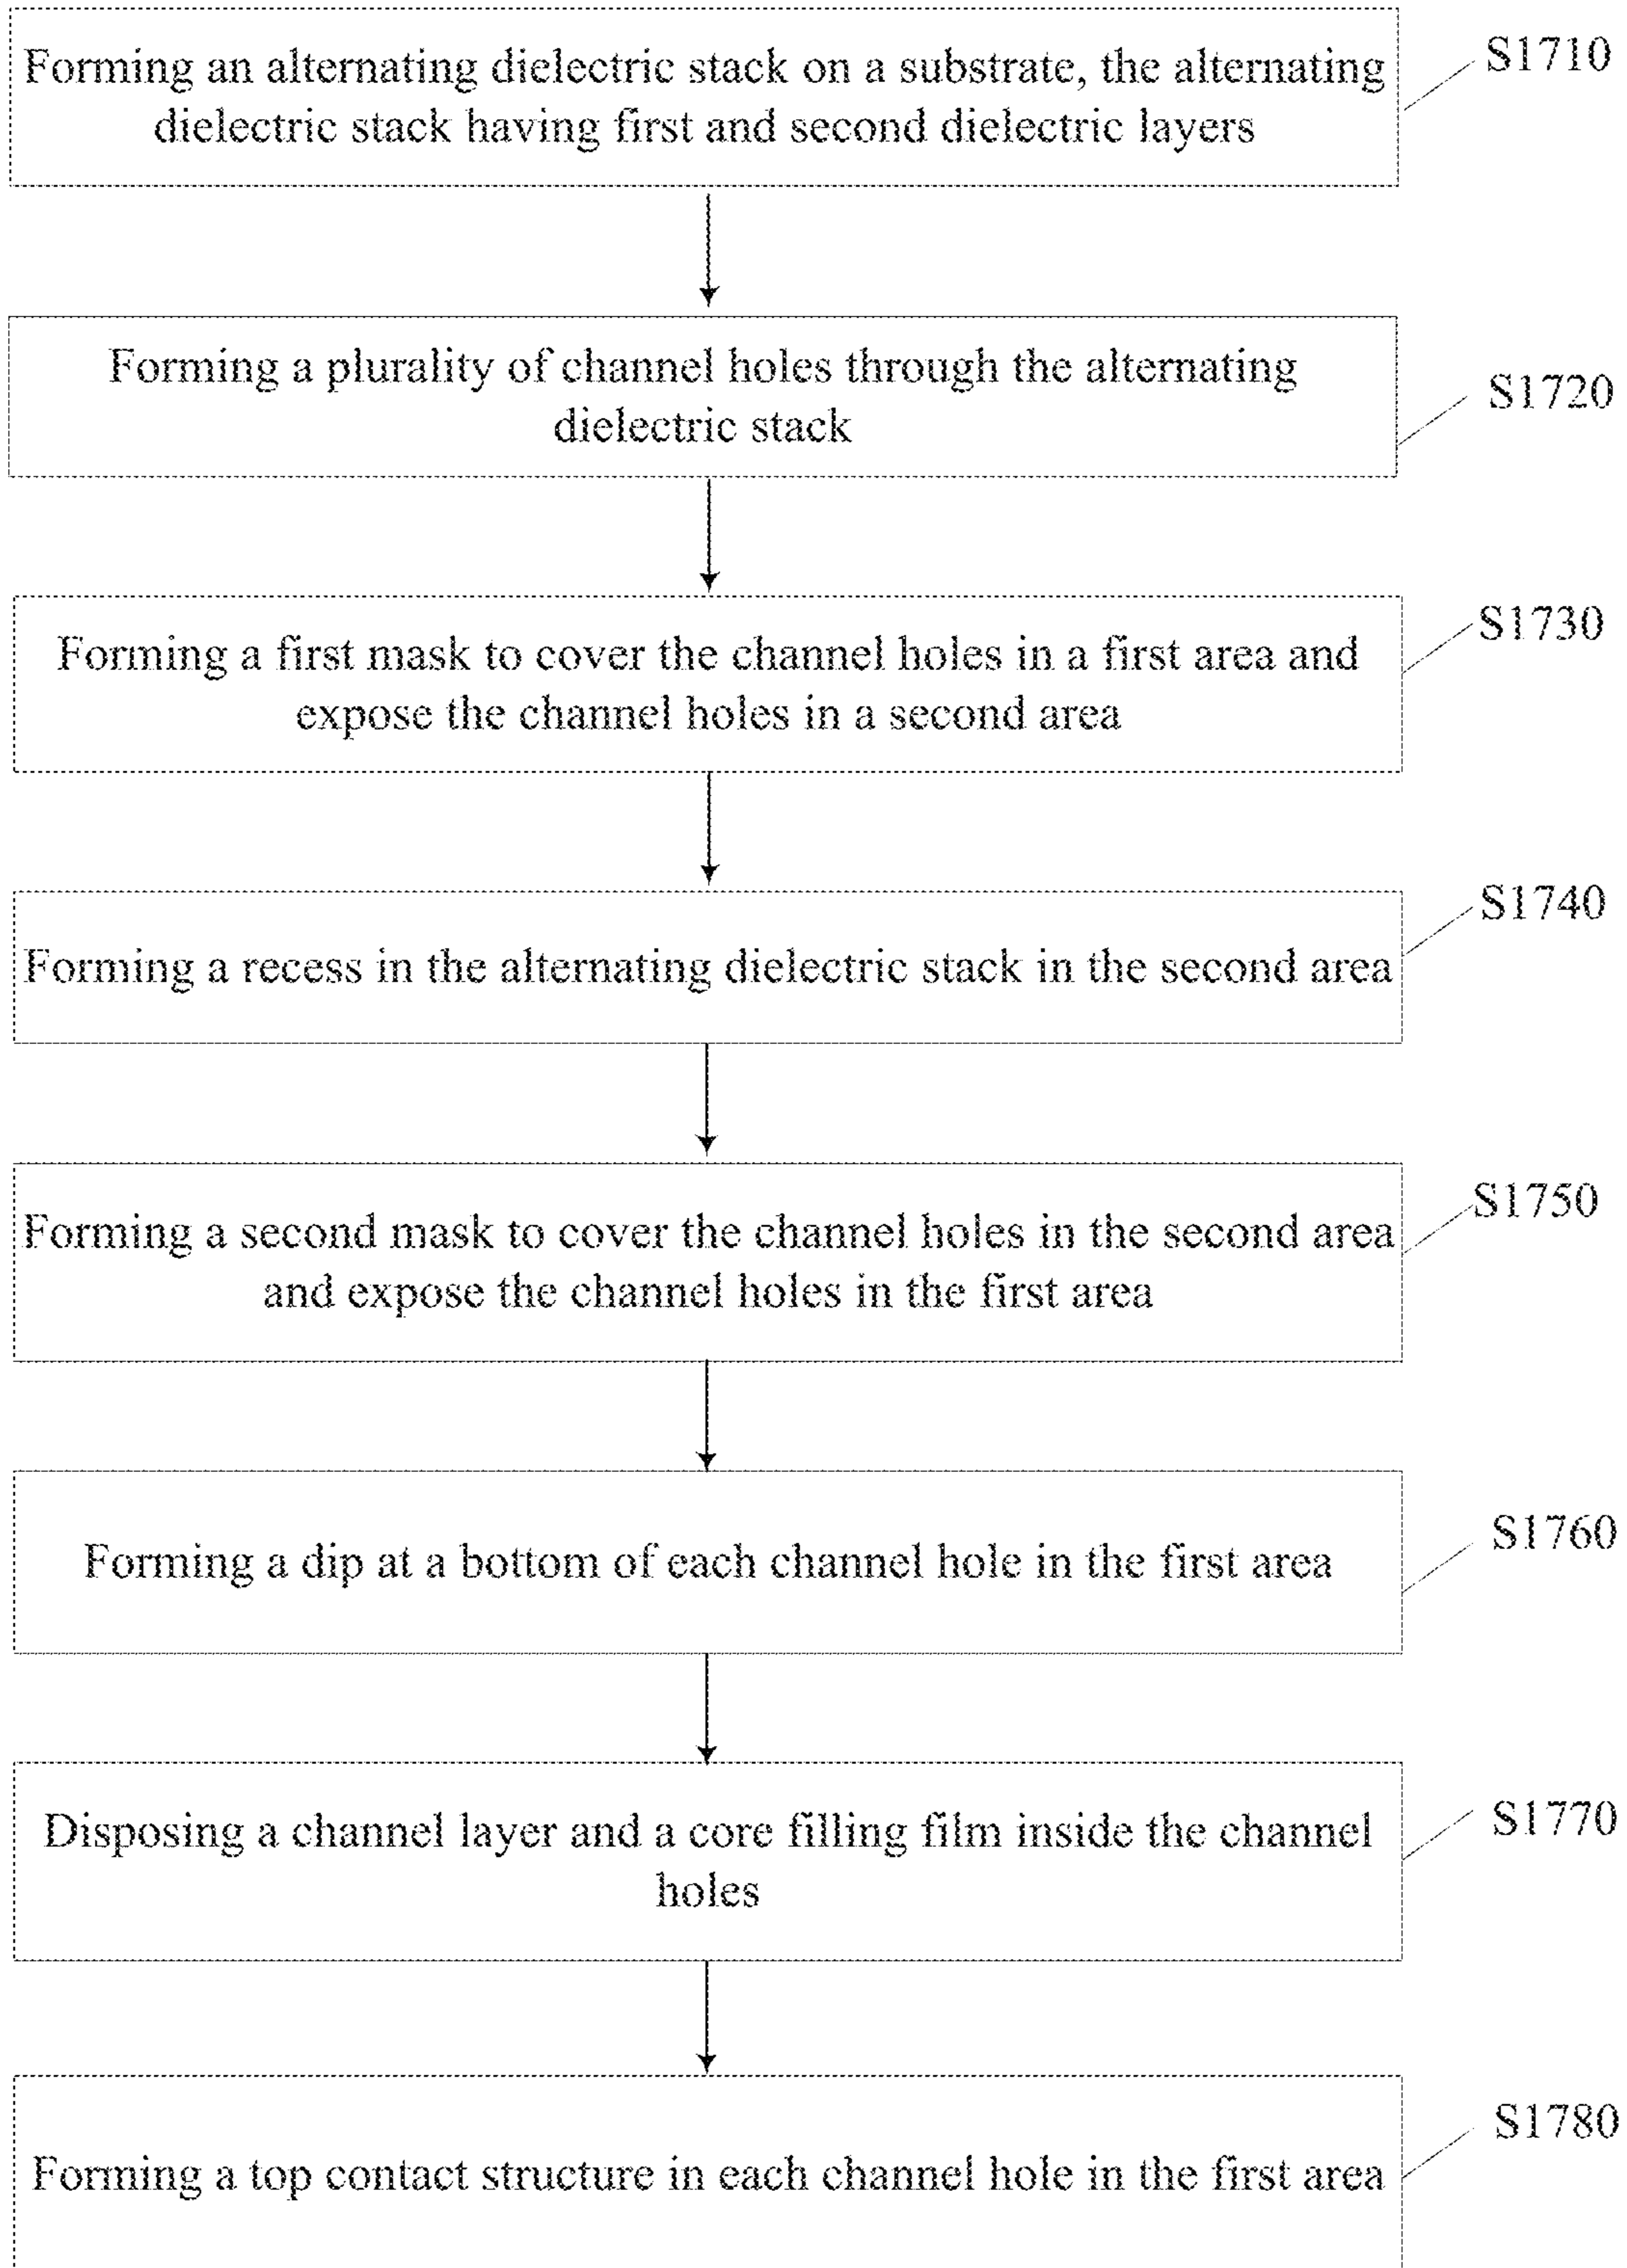 Forming an alternating dielectric stack on a substrate, the alternating
dielectric stack having first and second dielectric layers
S1710
Forming a plurality of channel holes through the alternating
dielectric stack
S1720
Forming a first mask to cover the channel holes in a first area and
expose the channel holes in a second area
S1730
Forming a recess in the alternating dielectric stack in the second area
S1740
Forming a second mask to cover the channel holes in the second area
and expose the channel holes in the first area
S1750
Forming a dip at a bottom of each channel hole in the first area
S1760
Disposing a channel layer and a core filling film inside the channel
holes
S1770
Forming a top contact structure in each channel hole in the first area
S1780